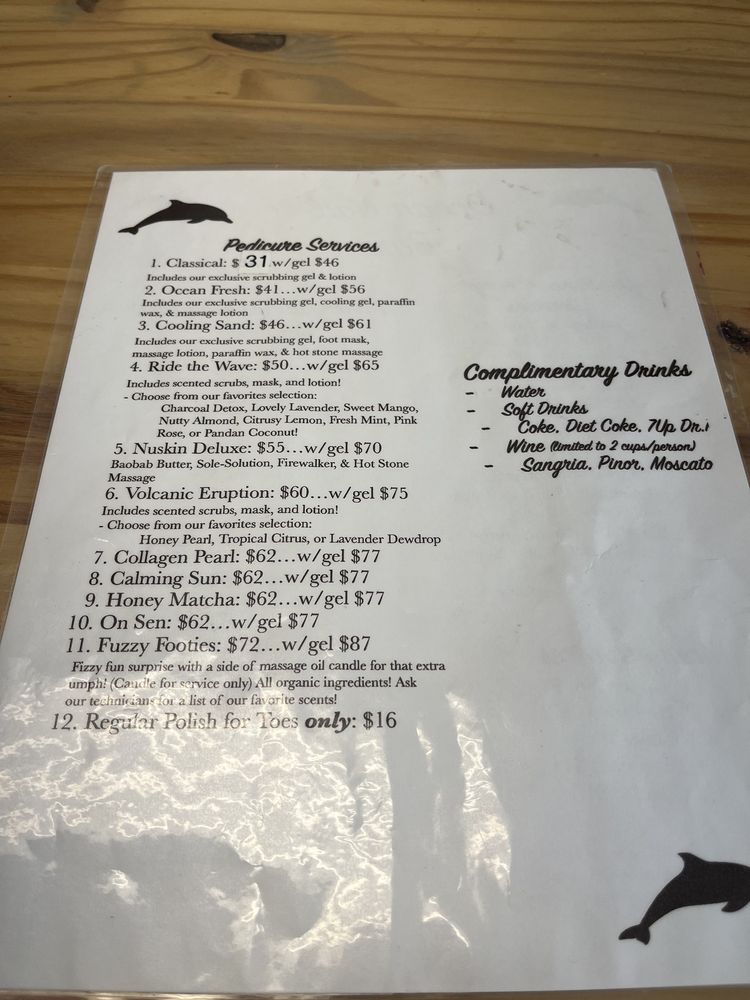 Pedicure Services
1. Classical: $ 31 w/gel $46
Includes our exclusive scrubbing gel & lotion
2. Ocean Fresh: $41…w/gel $56
Includes our exclusive scrubbing gel, cooling gel, paraffin
wax, & massage lotion
3. Cooling Sand: $46…w/gel $61
Includes our exclusive scrubbing gel, foot mask,
massage lotion, paraffin wax, & hot stone massage
4. Ride the Wave: $50…w/gel $65
Includes scented scrubs, mask, and lotion!
- Choose from our favorites selection:
Charcoal Detox, Lovely Lavender, Sweet Mango,
Nutty Almond, Citrusy Lemon, Fresh Mint, Pink
Rose, or Pandan Coconut!
5. Nuskin Deluxe: $55…w/gel $70
Baobab Butter, Sole-Solution, Firewalker, & Hot Stone
Massage
6. Volcanic Eruption: $60…w/gel $75
Includes scented scrubs, mask, and lotion!
- Choose from our favorites selection:
Honey Pearl, Tropical Citrus, or Lavender Dewdrop
7. Collagen Pearl: $62…w/gel $77
8. Calming Sun: $62…w/gel $77
9. Honey Matcha: $62…w/gel $77
10. On Sen: $62…w/gel $77
11. Fuzzy Footies: $72…w/gel $87
Fizzy fun surprise with a side of massage oil candle for that extra
umph! (Candle for service only) All organic ingredients! Ask
our technicians for a list of our favorite scents!
12. Regular Polish for Toes only: $16
Complimentary Drinks
- Water
- Soft Drinks
- Coke, Diet Coke, 7Up
- Wine (limited to 2 cups/person)
- Sangria, Pinor, Moscato